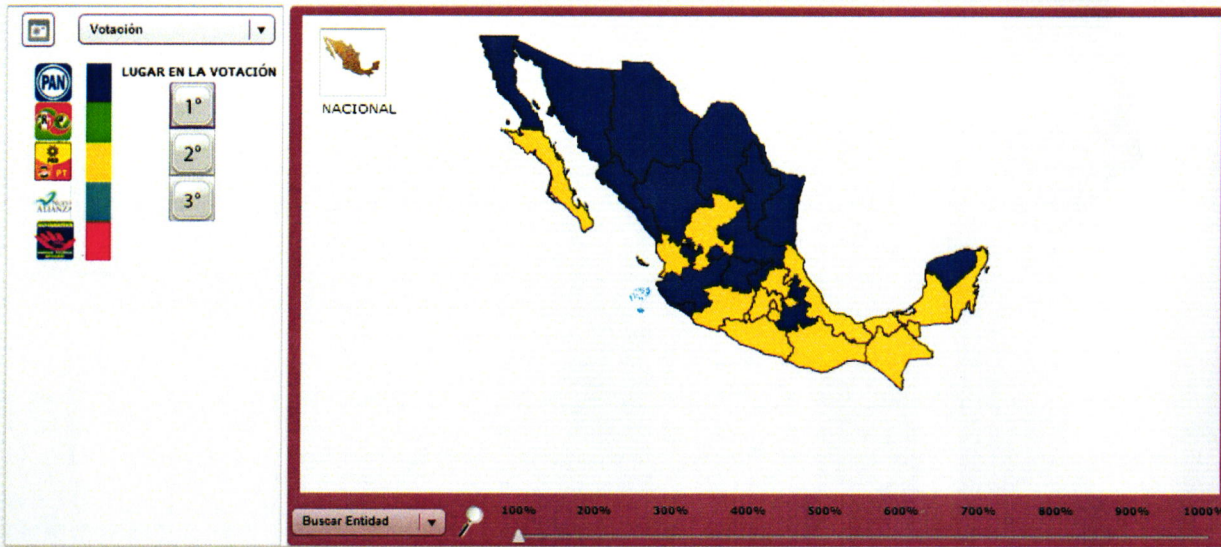 Votación
PAN
LUGAR EN LA VOTACIÓN
1°
2°
PT
3°
ALIANZA
NACIONAL
Buscar Entidad
100% 200% 300% 400% 500% 600% 700% 800% 900% 1000%